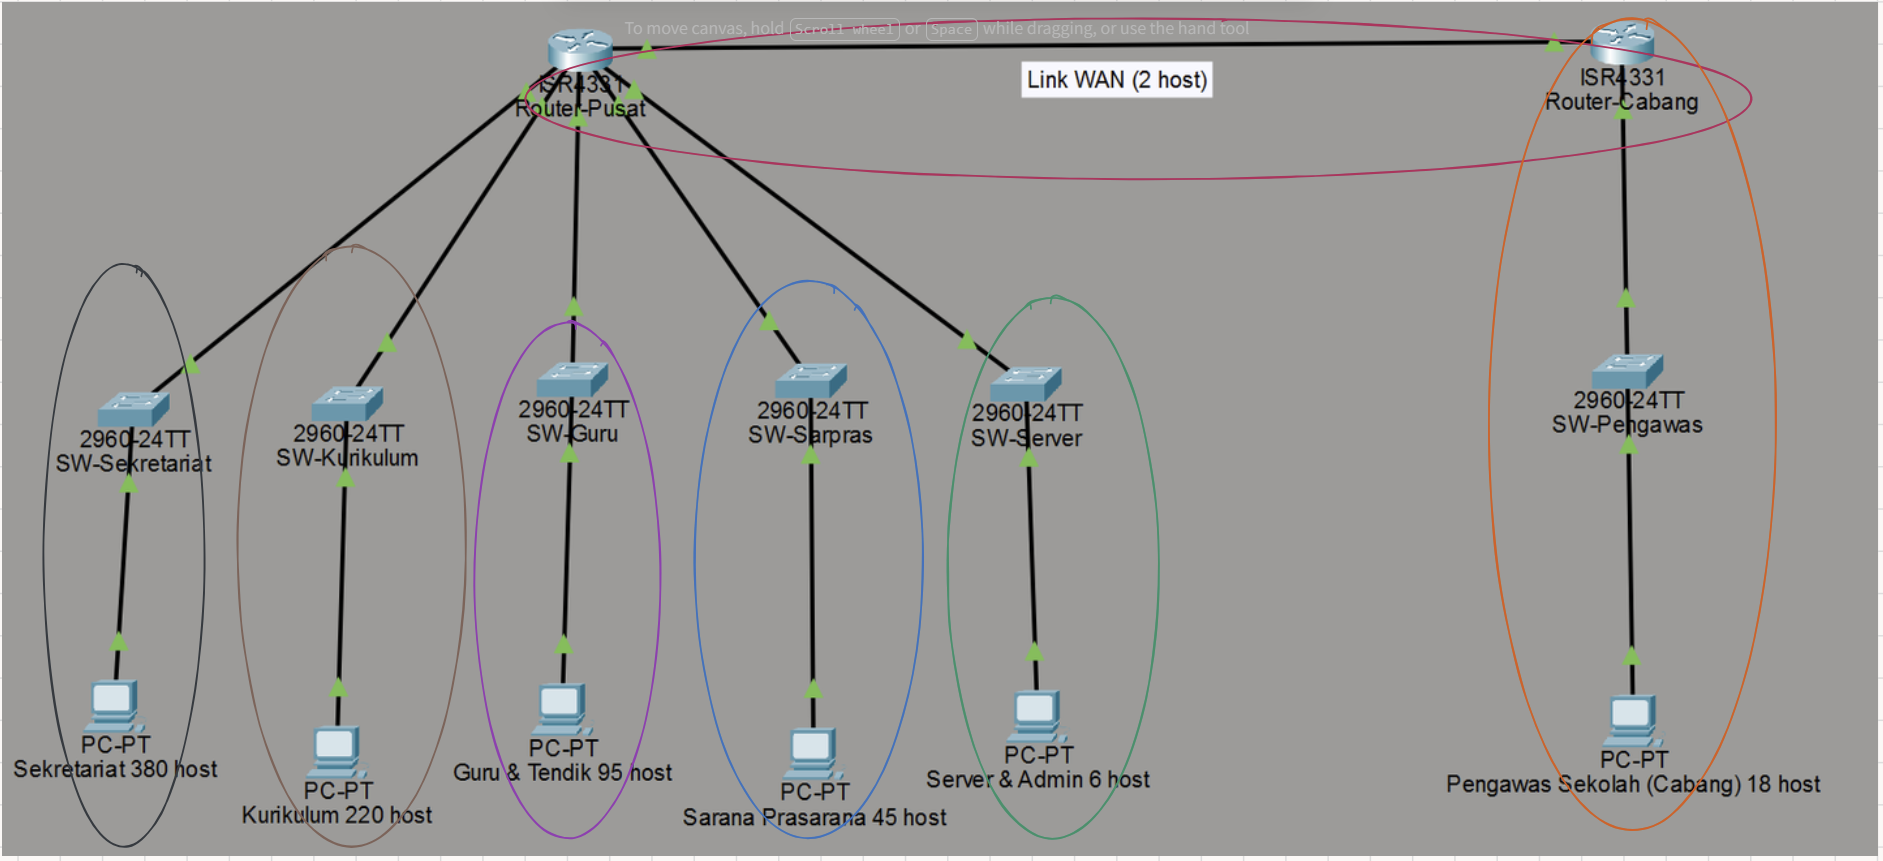 To move canvas, hold Scroll wheel or Space while dragging, or use the hand tool
ISR4331
Router-Pusat
Link WAN (2 host)
ISR4331
Router-Cabang
2960-24TT
SW-Sekretariat
2960-24TT
SW-Kurikulum
2960-24TT
SW-Guru
2960-24TT
SW-Sarpras
2960-24TT
SW-Server
2960-24TT
SW-Pengawas
PC-PT
Sekretariat 380 host
PC-PT
Kurikulum 220 host
PC-PT
Guru & Tendik 95 host
PC-PT
Sarana Prasarana 45 host
PC-PT
Server & Admin 6 host
PC-PT
Pengawas Sekolah (Cabang) 18 host